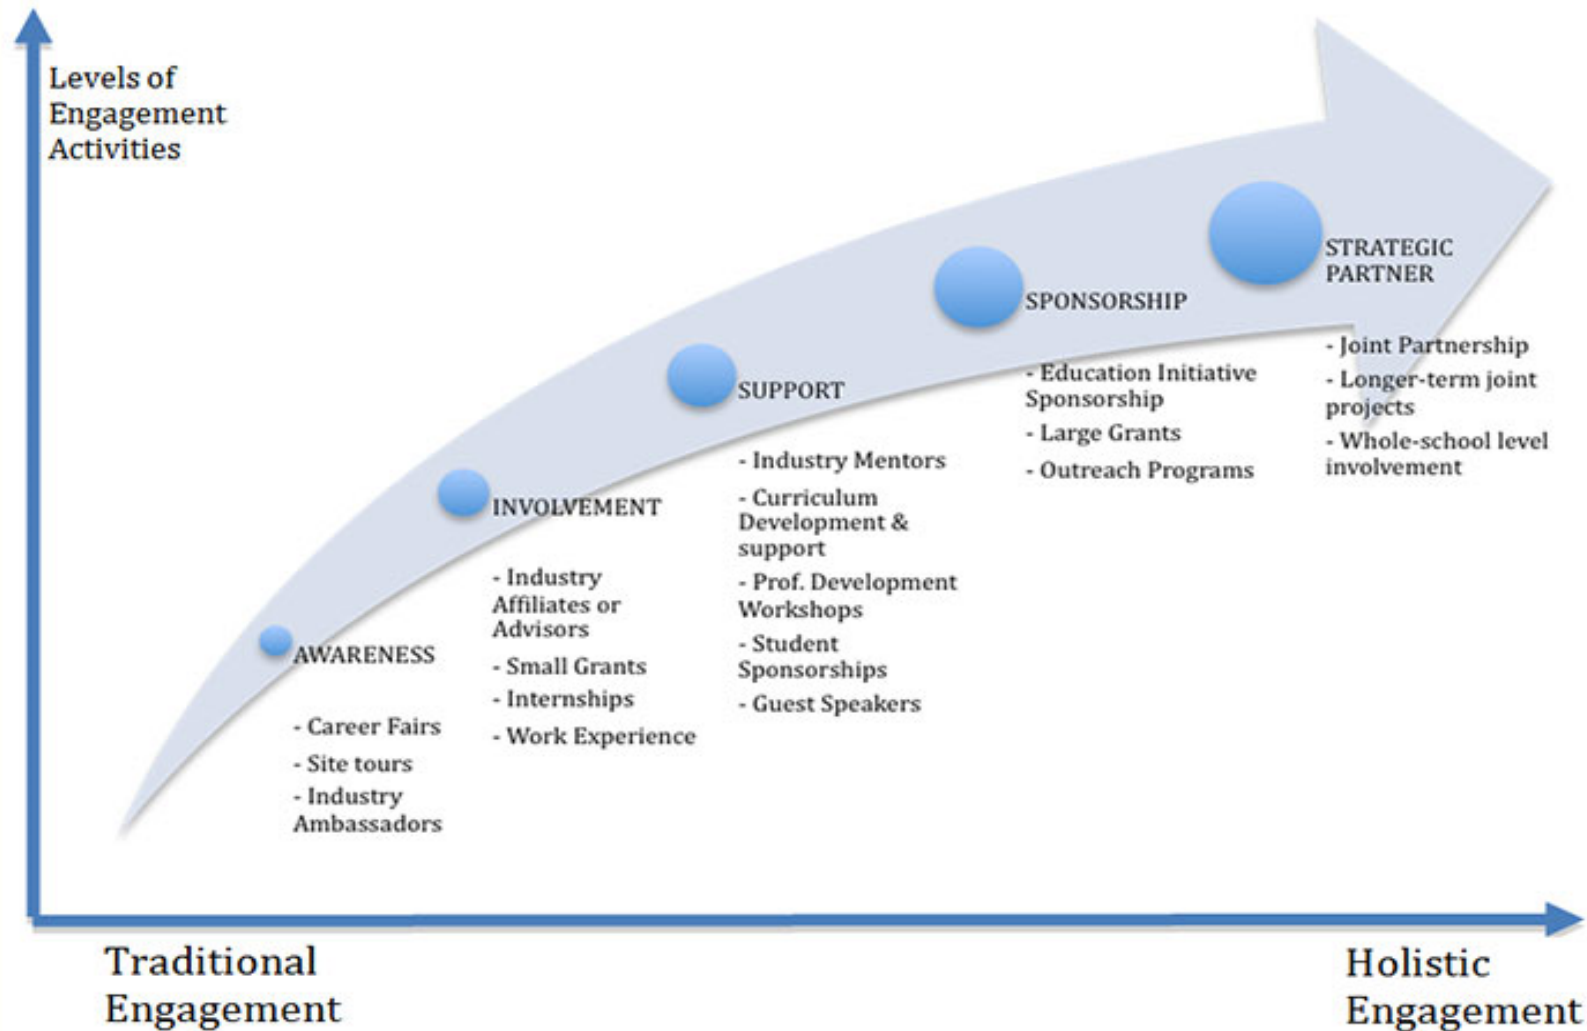 Levels of
Engagement
Activities
AWARENESS
- Career Fairs
- Site tours
- Industry
Ambassadors
INVOLVEMENT
- Industry
Affiliates or
Advisors
- Small Grants
- Internships
- Work Experience
SUPPORT
- Industry Mentors
- Curriculum
Development &
support
- Prof. Development
Workshops
- Student
Sponsorships
- Guest Speakers
SPONSORSHIP
- Education Initiative
Sponsorship
- Large Grants
- Outreach Programs
STRATEGIC
PARTNER
- Joint Partnership
- Longer-term joint
projects
- Whole-school level
involvement
Traditional
Engagement
Holistic
Engagement